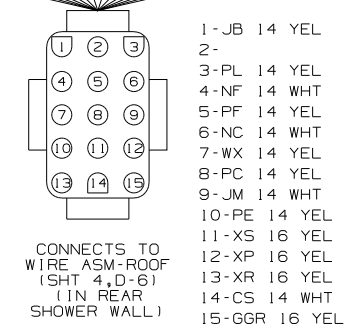 1 2 3
4 5 6
7 8 9
10 11 12
13 14 15
CONNECTS TO
WIRE ASM-ROOF
(SHT 4,D-6)
(IN REAR
SHOWER WALL)
1-JB 14 YEL
2-
3-PL 14 YEL
4-NF 14 WHT
5-PF 14 YEL
6-NC 14 WHT
7-WX 14 YEL
8-PC 14 YEL
9-JM 14 WHT
10-PE 14 YEL
11-XS 16 YEL
12-XP 16 YEL
13-XR 16 YEL
14-CS 14 WHT
15-GGR 16 YEL